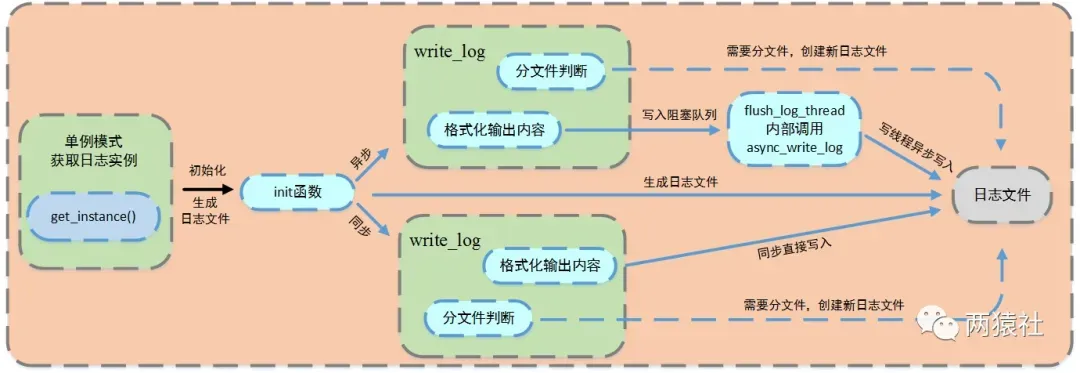 单例模式
获取日志实例
get_instance()
初始化
生成
日志文件
init函数
异步
同步
write_log
分文件判断
格式化输出内容
需要分文件，创建新日志文件
写入阻塞队列
flush_log_thread
内部调用
async_write_log
写线程异步写入
生成日志文件
日志文件
write_log
格式化输出内容
分文件判断
同步直接写入
需要分文件，创建新日志文件
两猿社